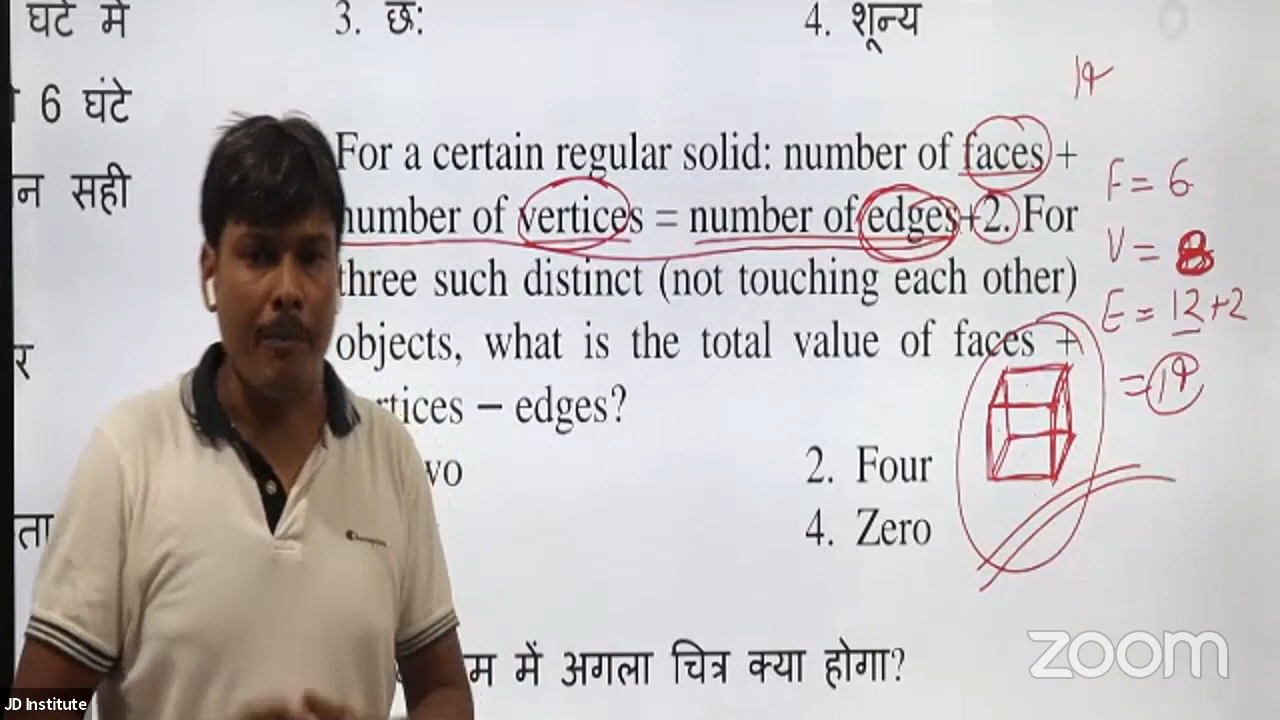 घंटे में
3. छ:
4. शून्य
6 घंटे
न सही
For a certain regular solid: number of faces +
number of vertices = number of edges+2. For
three such distinct (not touching each other)
objects, what is the total value of faces +
rtices – edges?
wo
2. Four
4. Zero
र
ता
म में अगला चित्र क्या होगा?
14
F = 6
V = 8
E = 12+2
= 14
zoom
JD Institute